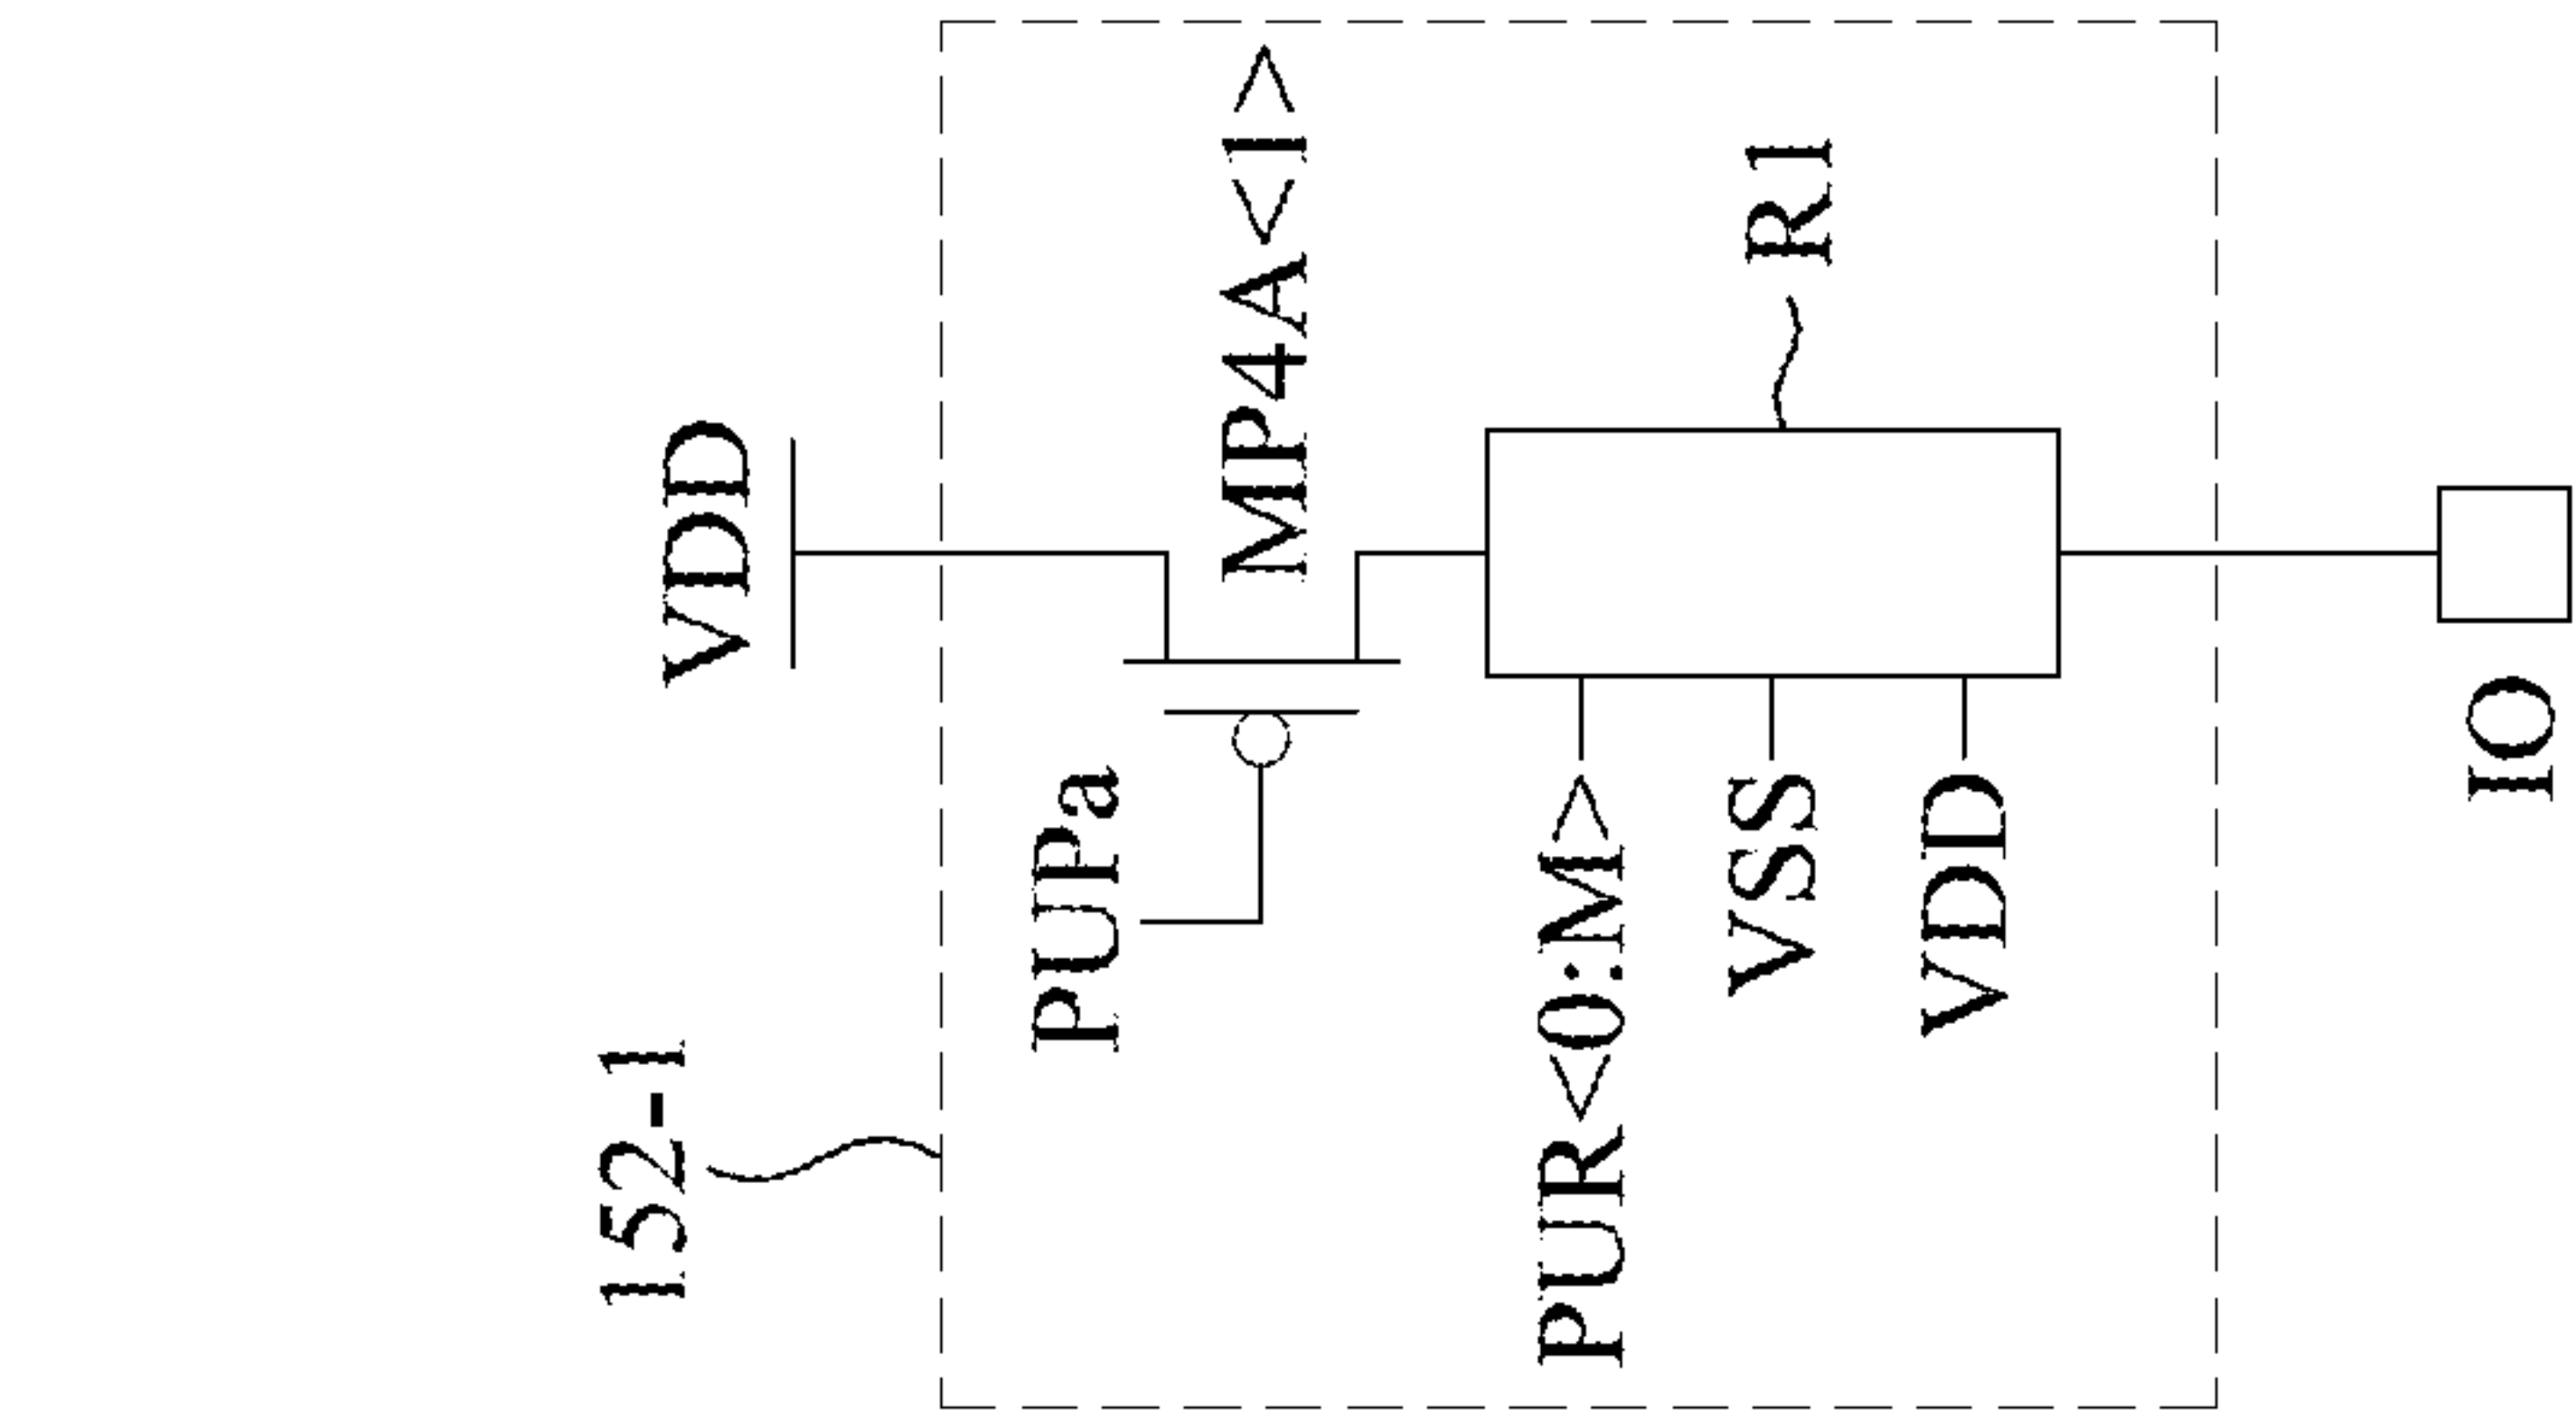 152-1
VDD
PUPa
MP4A<1>
PUR<0:M>
VSS
VDD
R1
IO